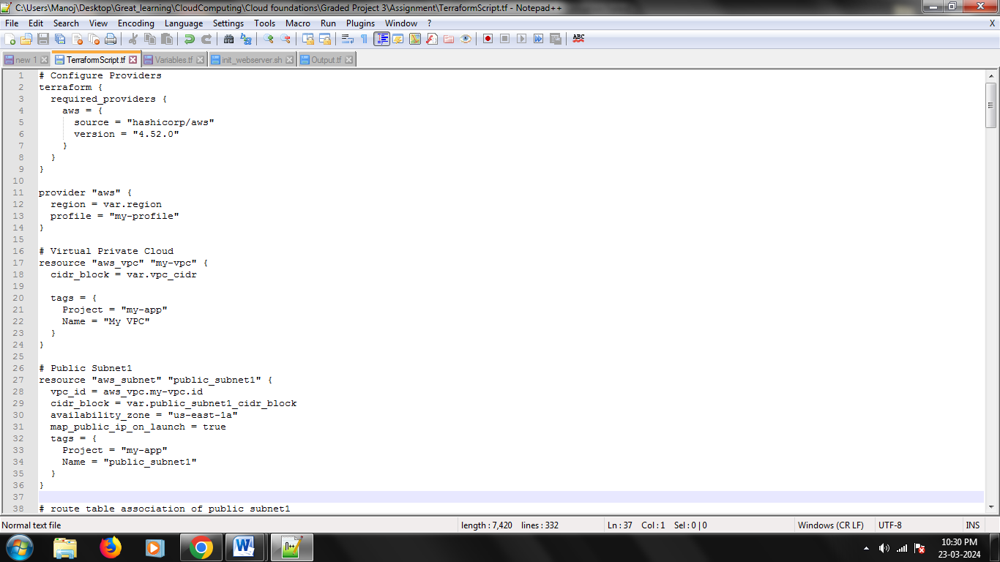 C:\Users\Manoj\Desktop\Great_learning\CloudComputing\Cloud foundations\Graded Project 3\Assignment\TerraformScript.tf - Notepad++
File Edit Search View Encoding Language Settings Tools Macro Run Plugins Window ? X
ABC
new 1 TerraformScript.tf Variables.tf init_webserver.sh Output.tf
1 # Configure Providers
2 terraform {
3   required_providers {
4     aws = {
5       source = "hashicorp/aws"
6       version = "4.52.0"
7     }
8   }
9 }
10
11 provider "aws" {
12   region = var.region
13   profile = "my-profile"
14 }
15
16 # Virtual Private Cloud
17 resource "aws_vpc" "my-vpc" {
18   cidr_block = var.vpc_cidr
19
20   tags = {
21     Project = "my-app"
22     Name = "My VPC"
23   }
24 }
25
26 # Public Subnet1
27 resource "aws_subnet" "public_subnet1" {
28   vpc_id = aws_vpc.my-vpc.id
29   cidr_block = var.public_subnet1_cidr_block
30   availability_zone = "us-east-1a"
31   map_public_ip_on_launch = true
32   tags = {
33     Project = "my-app"
34     Name = "public_subnet1"
35   }
36 }
37
38 # route table association of public subnet1
Normal text file length : 7,420 lines : 332 Ln : 37 Col : 1 Sel : 0 | 0 Windows (CR LF) UTF-8 INS
10:30 PM
23-03-2024